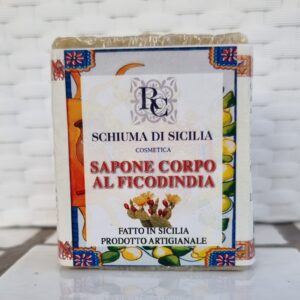 RC
SCHIUMA DI SICILIA
COSMETICA
SAPONE CORPO
AL FICODINDIA
FATTO IN SICILIA
PRODOTTO ARTIGIANALE